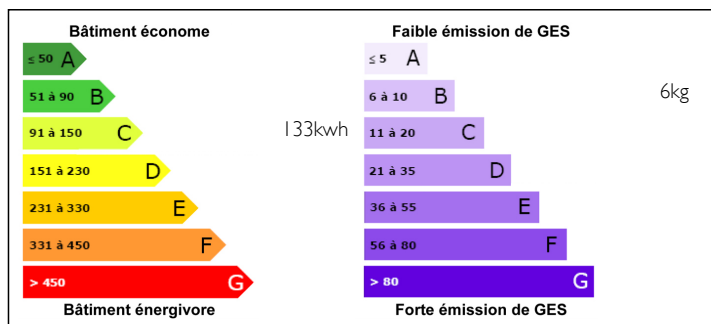 Bâtiment économe
≤ 50 A
51 à 90 B
91 à 150 C
133kwh
151 à 230 D
231 à 330 E
331 à 450 F
> 450 G
Bâtiment énergivore
Faible émission de GES
≤ 5 A
6 à 10 B
6kg
11 à 20 C
21 à 35 D
36 à 55 E
56 à 80 F
> 80 G
Forte émission de GES